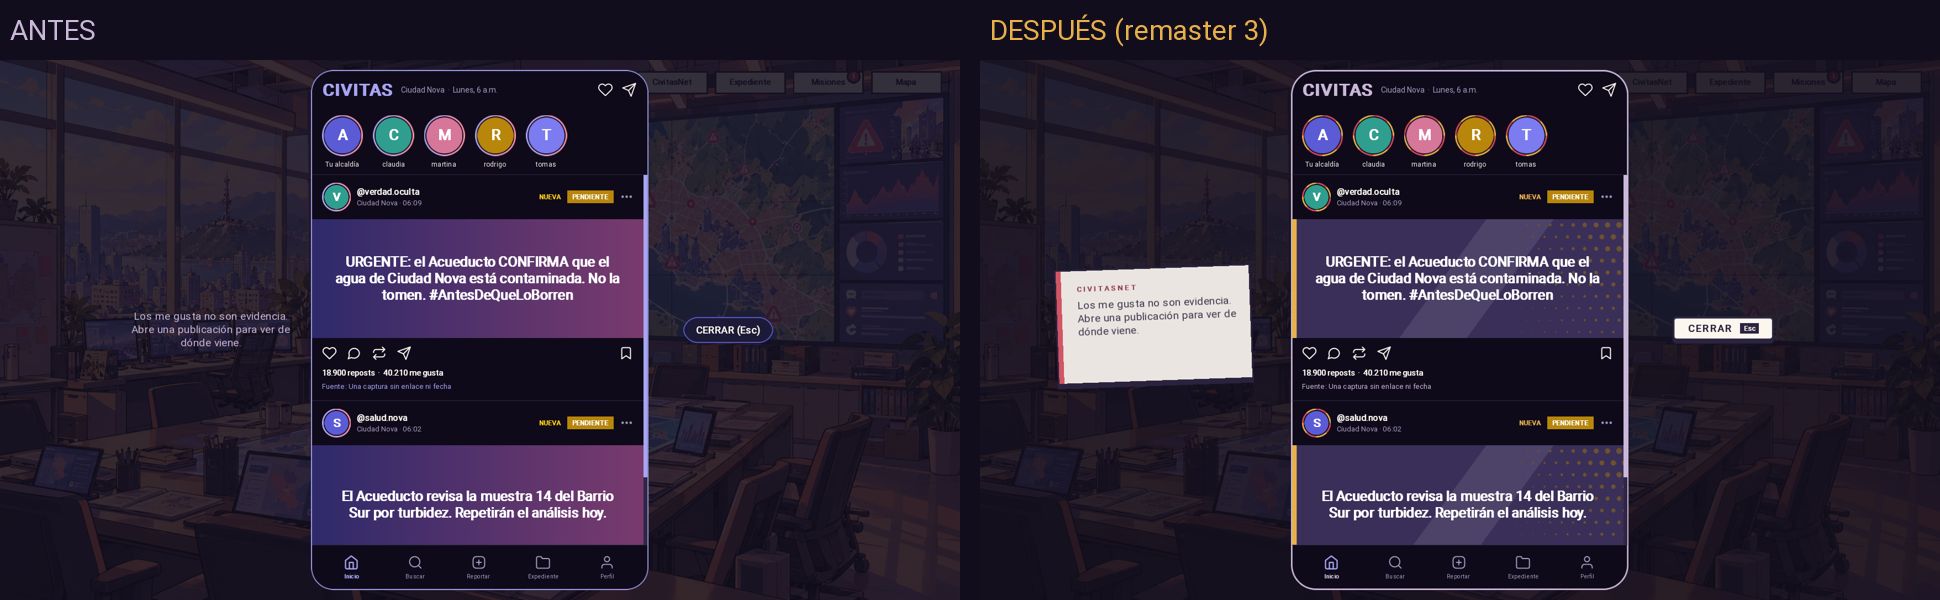 ANTES
CIVITAS Ciudad Nova · Lunes, 6 a.m.
CivitasNet Expediente Misiones Mapa
A C M R T
Tu alcaldía claudia martina rodrigo tomas
V @verdad.oculta NUEVA PENDIENTE
Ciudad Nova · 06:09
URGENTE: el Acueducto CONFIRMA que el
agua de Ciudad Nova está contaminada. No la
tomen. #AntesDeQueLoBorren
Los me gusta no son evidencia.
Abre una publicación para ver de
dónde viene.
CERRAR (Esc)
18.900 reposts · 40.210 me gusta
Fuente: Una captura sin enlace ni fecha
S @salud.nova NUEVA PENDIENTE
Ciudad Nova · 06:02
El Acueducto revisa la muestra 14 del Barrio
Sur por turbidez. Repetirán el análisis hoy.
Inicio Buscar Reportar Expediente Perfil
DESPUÉS (remaster 3)
CIVITAS Ciudad Nova · Lunes, 6 a.m.
CivitasNet Expediente Misiones Mapa
A C M R T
Tu alcaldía claudia martina rodrigo tomas
V @verdad.oculta NUEVA PENDIENTE
Ciudad Nova · 06:09
URGENTE: el Acueducto CONFIRMA que el
agua de Ciudad Nova está contaminada. No la
tomen. #AntesDeQueLoBorren
CIVITASNET
Los me gusta no son evidencia.
Abre una publicación para ver de
dónde viene.
CERRAR Esc
18.900 reposts · 40.210 me gusta
Fuente: Una captura sin enlace ni fecha
S @salud.nova NUEVA PENDIENTE
Ciudad Nova · 06:02
El Acueducto revisa la muestra 14 del Barrio
Sur por turbidez. Repetirán el análisis hoy.
Inicio Buscar Reportar Expediente Perfil